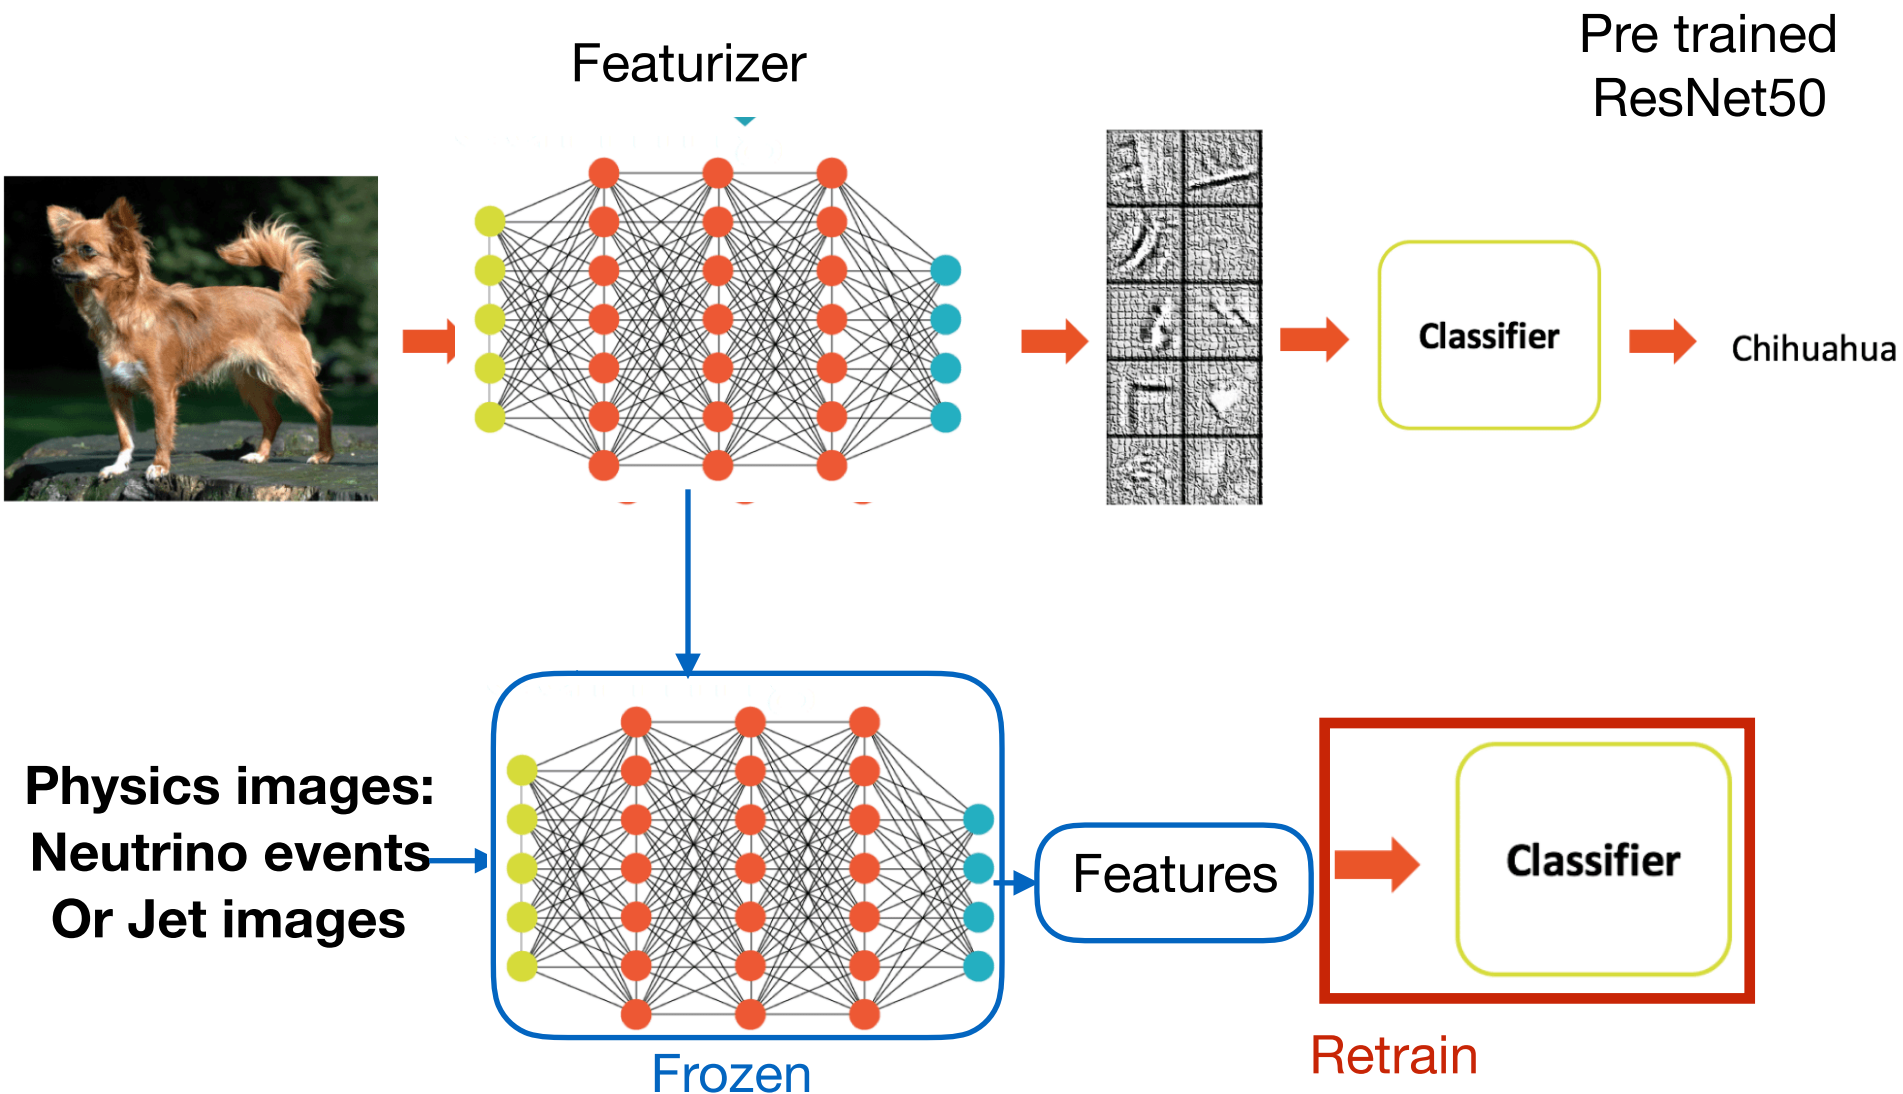 Featurizer
Pre trained
ResNet50
Classifier
Chihuahua
Physics images:
Neutrino events
Or Jet images
Features
Classifier
Frozen
Retrain